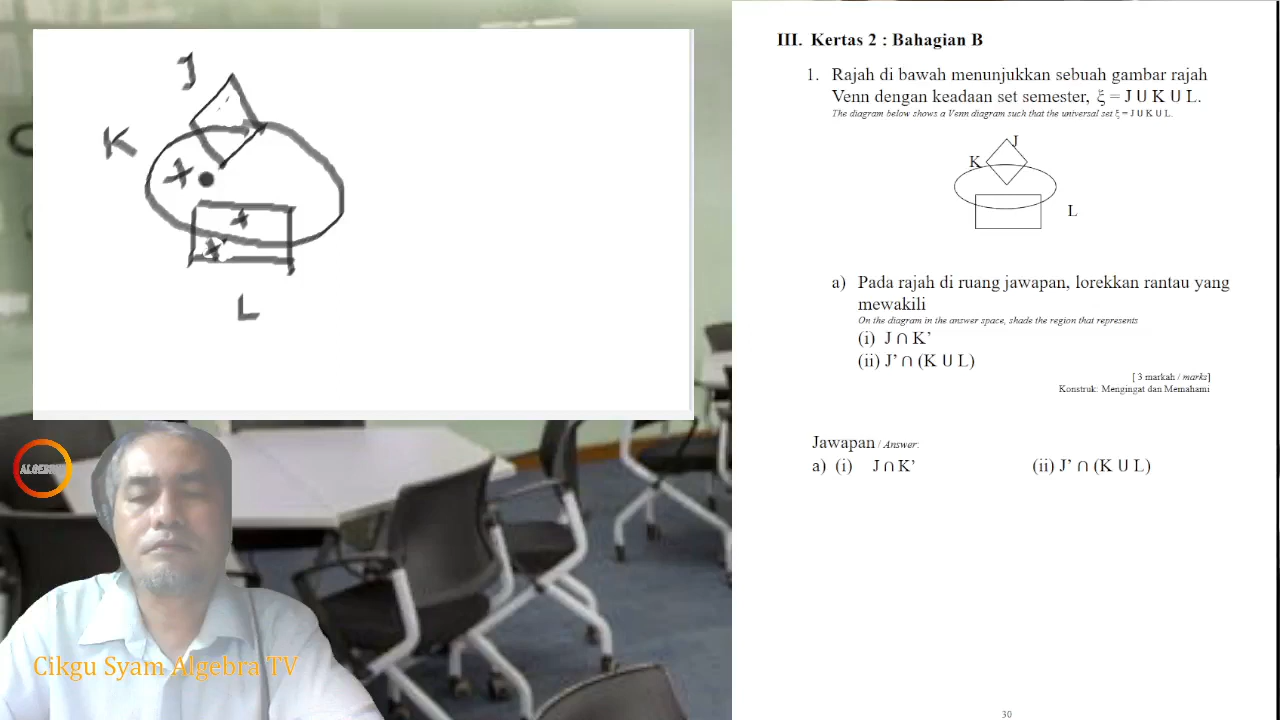 J
K
L
ALGEBRA
Cikgu Syam Algebra TV
III. Kertas 2 : Bahagian B
1. Rajah di bawah menunjukkan sebuah gambar rajah
Venn dengan keadaan set semester, ξ = J U K U L.
The diagram below shows a Venn diagram such that the universal set ξ = J U K U L.
J
K
L
a) Pada rajah di ruang jawapan, lorekkan rantau yang
mewakili
On the diagram in the answer space, shade the region that represents
(i) J ∩ K’
(ii) J’ ∩ (K U L)
[ 3 markah / marks]
Konstruk: Mengingat dan Memahami
Jawapan / Answer:
a) (i) J ∩ K’ (ii) J’ ∩ (K U L)
30